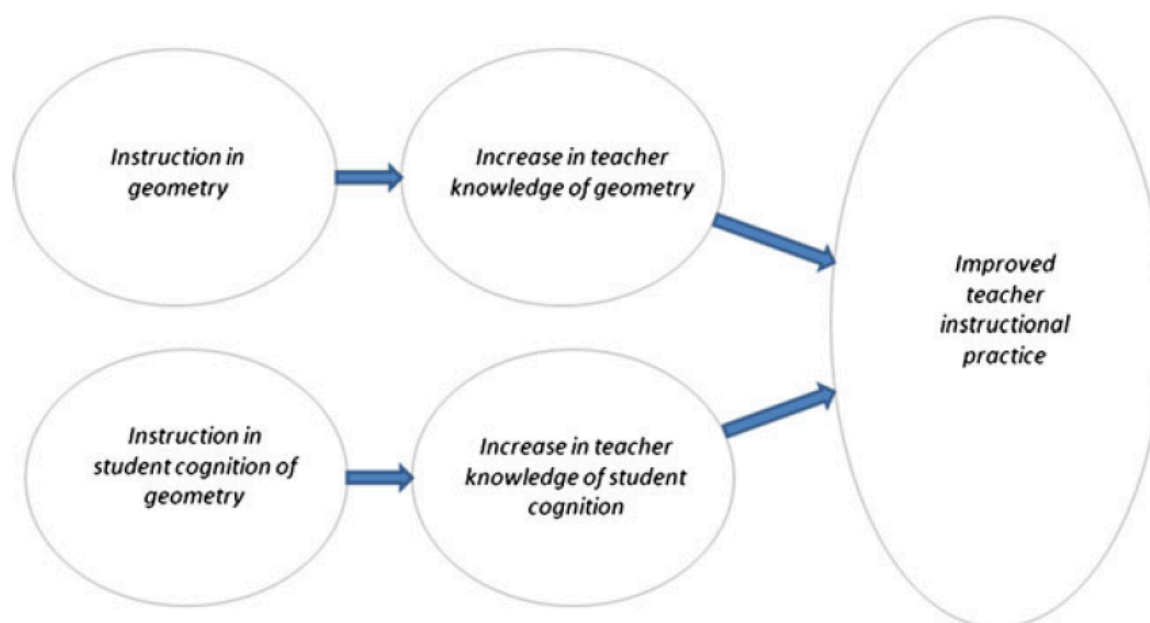 Instruction in
geometry
Increase in teacher
knowledge of geometry
Improved
teacher
instructional
practice
Instruction in
student cognition of
geometry
Increase in teacher
knowledge of student
cognition